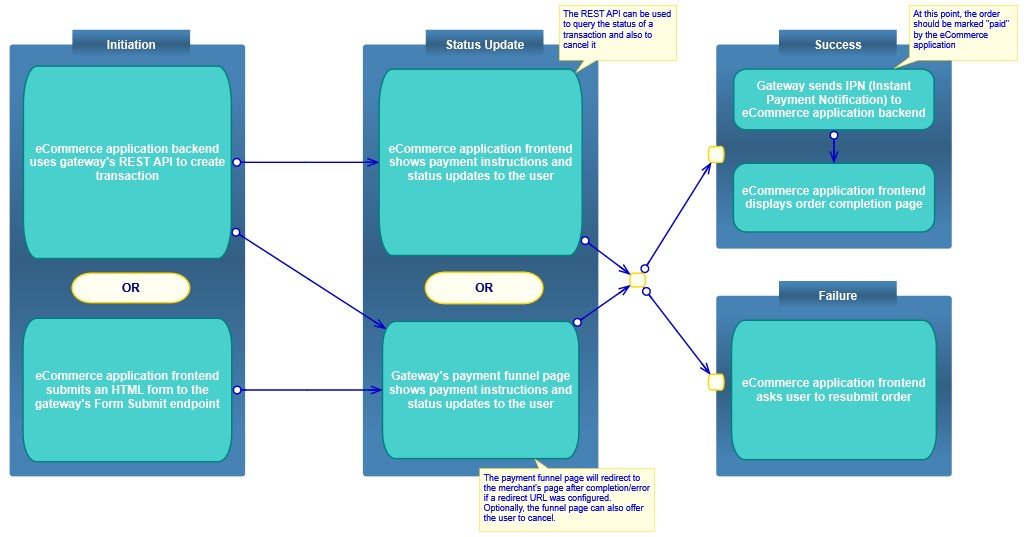 Initiation
eCommerce application backend
uses gateway's REST API to create
transaction
OR
eCommerce application frontend
submits an HTML form to the
gateway's Form Submit endpoint
Status Update
The REST API can be used
to query the status of a
transaction and also to
cancel it
eCommerce application frontend
shows payment instructions and
status updates to the user
OR
Gateway's payment funnel page
shows payment instructions and
status updates to the user
The payment funnel page will redirect to
the merchant's page after completion/error
if a redirect URL was configured.
Optionally, the funnel page can also offer
the user to cancel.
Success
At this point, the order
should be marked "paid"
by the eCommerce
application
Gateway sends IPN (Instant
Payment Notification) to
eCommerce application backend
eCommerce application frontend
displays order completion page
Failure
eCommerce application frontend
asks user to resubmit order